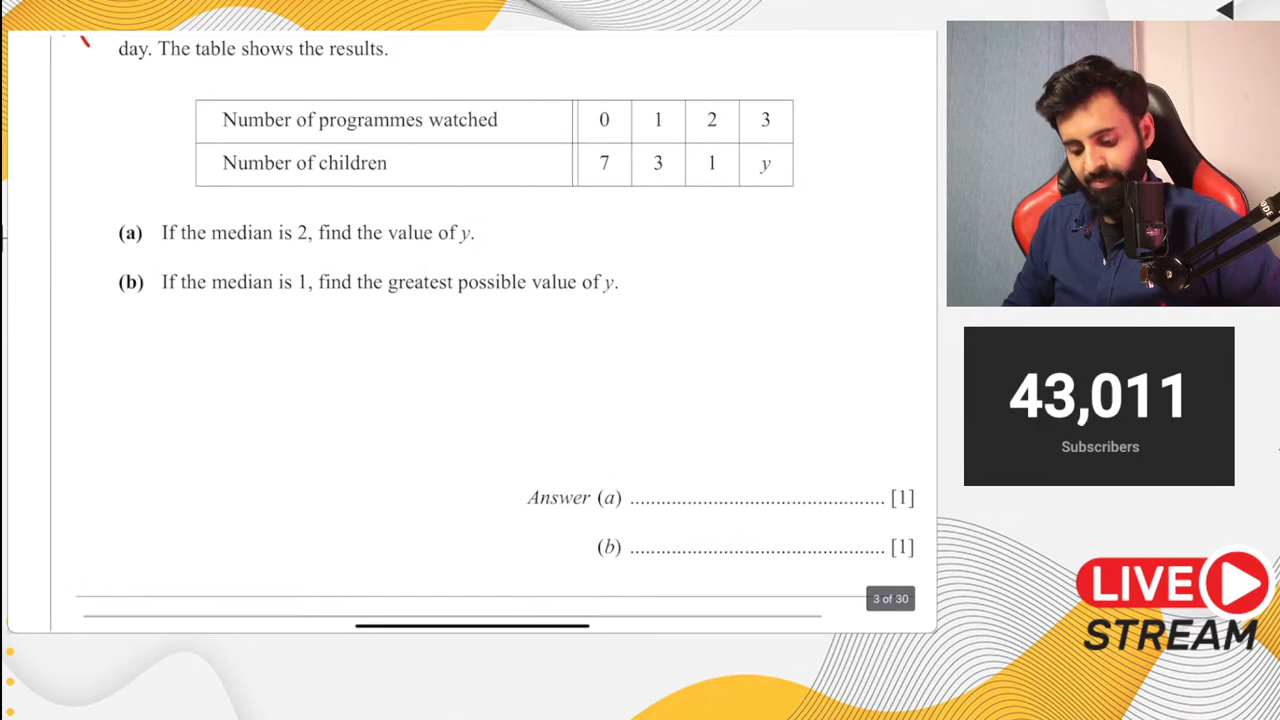 day. The table shows the results.
Number of programmes watched 0 1 2 3
Number of children 7 3 1 y
(a) If the median is 2, find the value of y.
(b) If the median is 1, find the greatest possible value of y.
Answer (a) ................................................ [1]
(b) ................................................ [1]
3 of 30
43,011
Subscribers
LIVE
STREAM